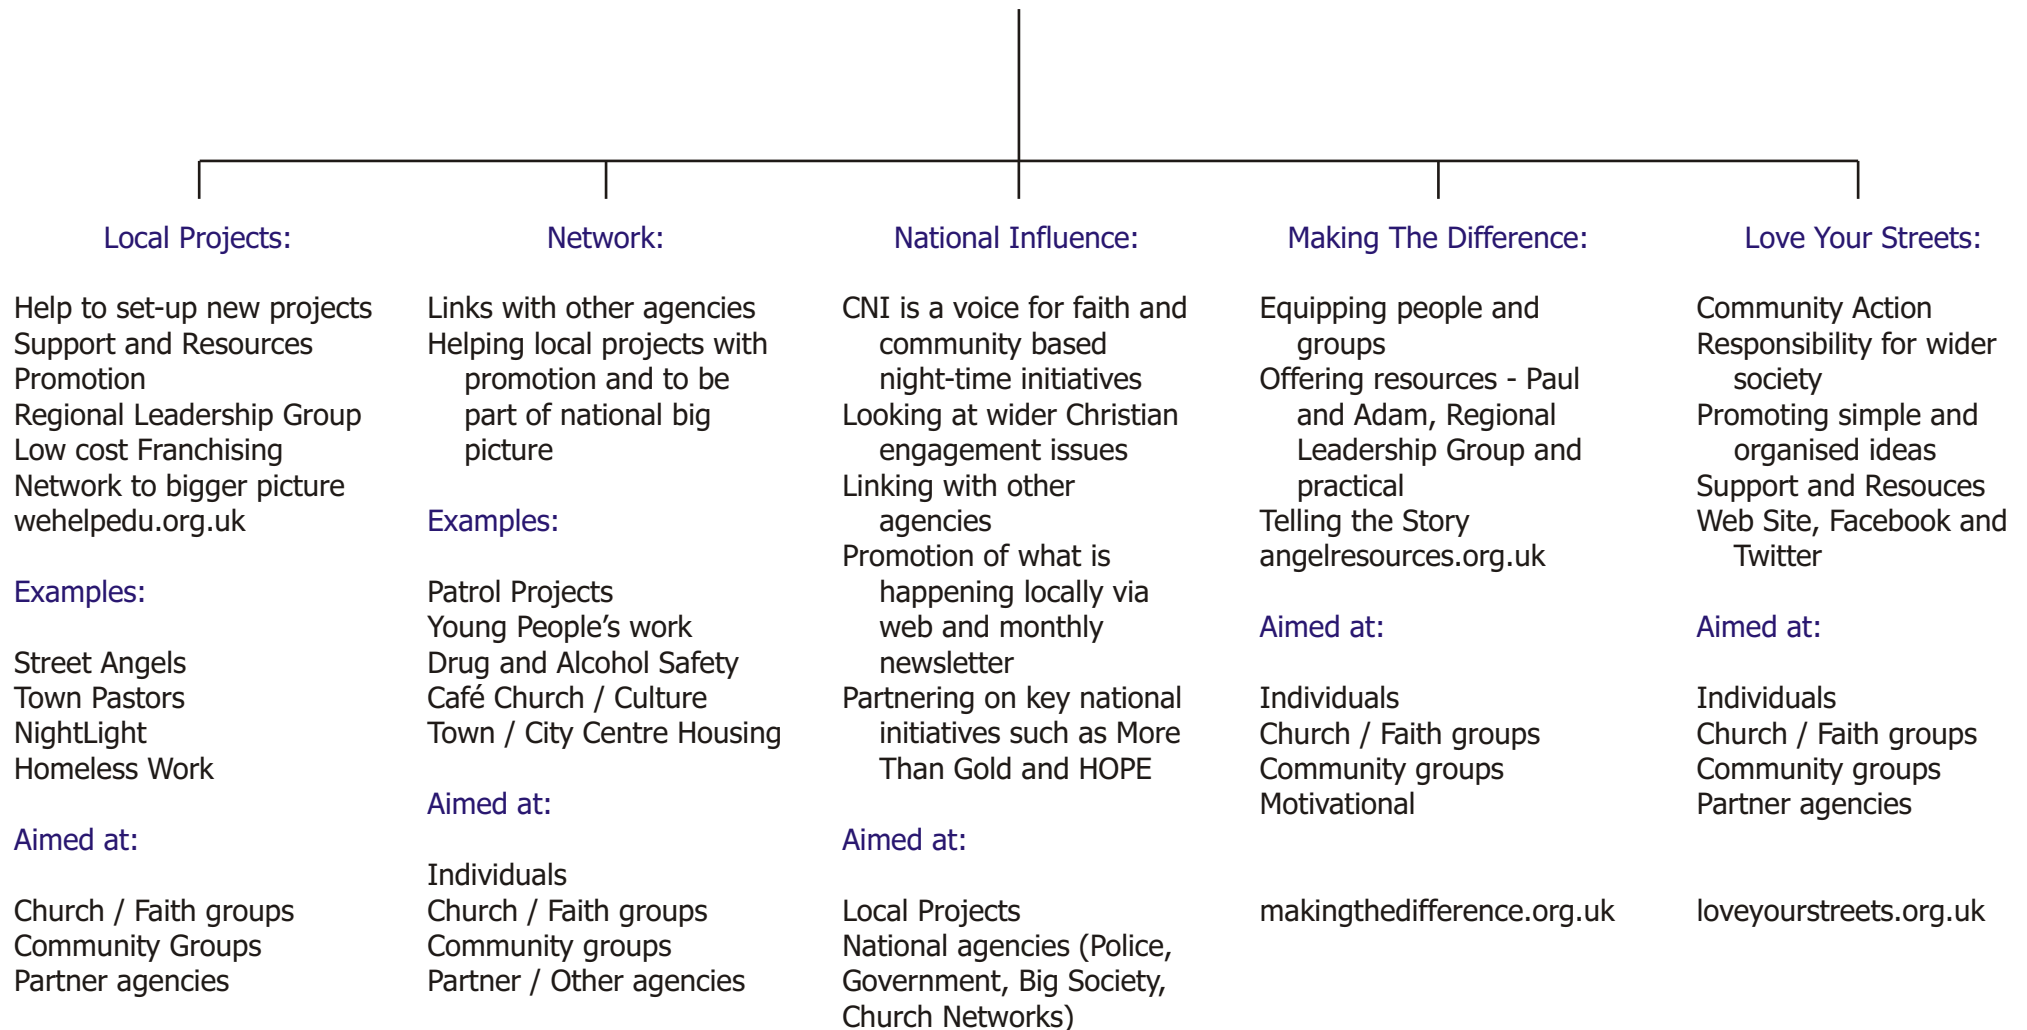 Local Projects:
Help to set-up new projects
Support and Resources
Promotion
Regional Leadership Group
Low cost Franchising
Network to bigger picture
wehelpedu.org.uk
Examples:
Street Angels
Town Pastors
NightLight
Homeless Work
Aimed at:
Church / Faith groups
Community Groups
Partner agencies
Network:
Links with other agencies
Helping local projects with
promotion and to be
part of national big
picture
Examples:
Patrol Projects
Young People’s work
Drug and Alcohol Safety
Café Church / Culture
Town / City Centre Housing
Aimed at:
Individuals
Church / Faith groups
Community groups
Partner / Other agencies
National Influence:
CNI is a voice for faith and
community based
night-time initiatives
Looking at wider Christian
engagement issues
Linking with other
agencies
Promotion of what is
happening locally via
web and monthly
newsletter
Partnering on key national
initiatives such as More
Than Gold and HOPE
Aimed at:
Local Projects
National agencies (Police,
Government, Big Society,
Church Networks)
Making The Difference:
Equipping people and
groups
Offering resources - Paul
and Adam, Regional
Leadership Group and
practical
Telling the Story
angelresources.org.uk
Aimed at:
Individuals
Church / Faith groups
Community groups
Motivational
makingthedifference.org.uk
Love Your Streets:
Community Action
Responsibility for wider
society
Promoting simple and
organised ideas
Support and Resouces
Web Site, Facebook and
Twitter
Aimed at:
Individuals
Church / Faith groups
Community groups
Partner agencies
loveyourstreets.org.uk